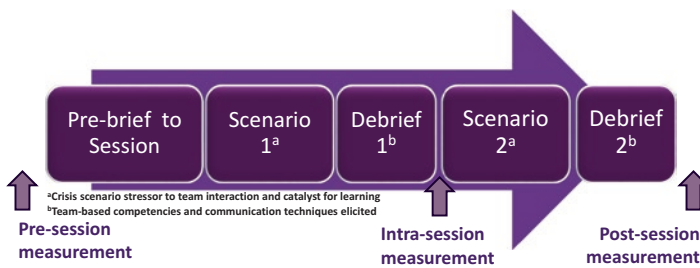 Pre-brief to
Session
Scenario
1ᵃ
Debrief
1ᵇ
Scenario
2ᵃ
Debrief
2ᵇ
ᵃCrisis scenario stressor to team interaction and catalyst for learning
ᵇTeam-based competencies and communication techniques elicited
Pre-session
measurement
Intra-session
measurement
Post-session
measurement